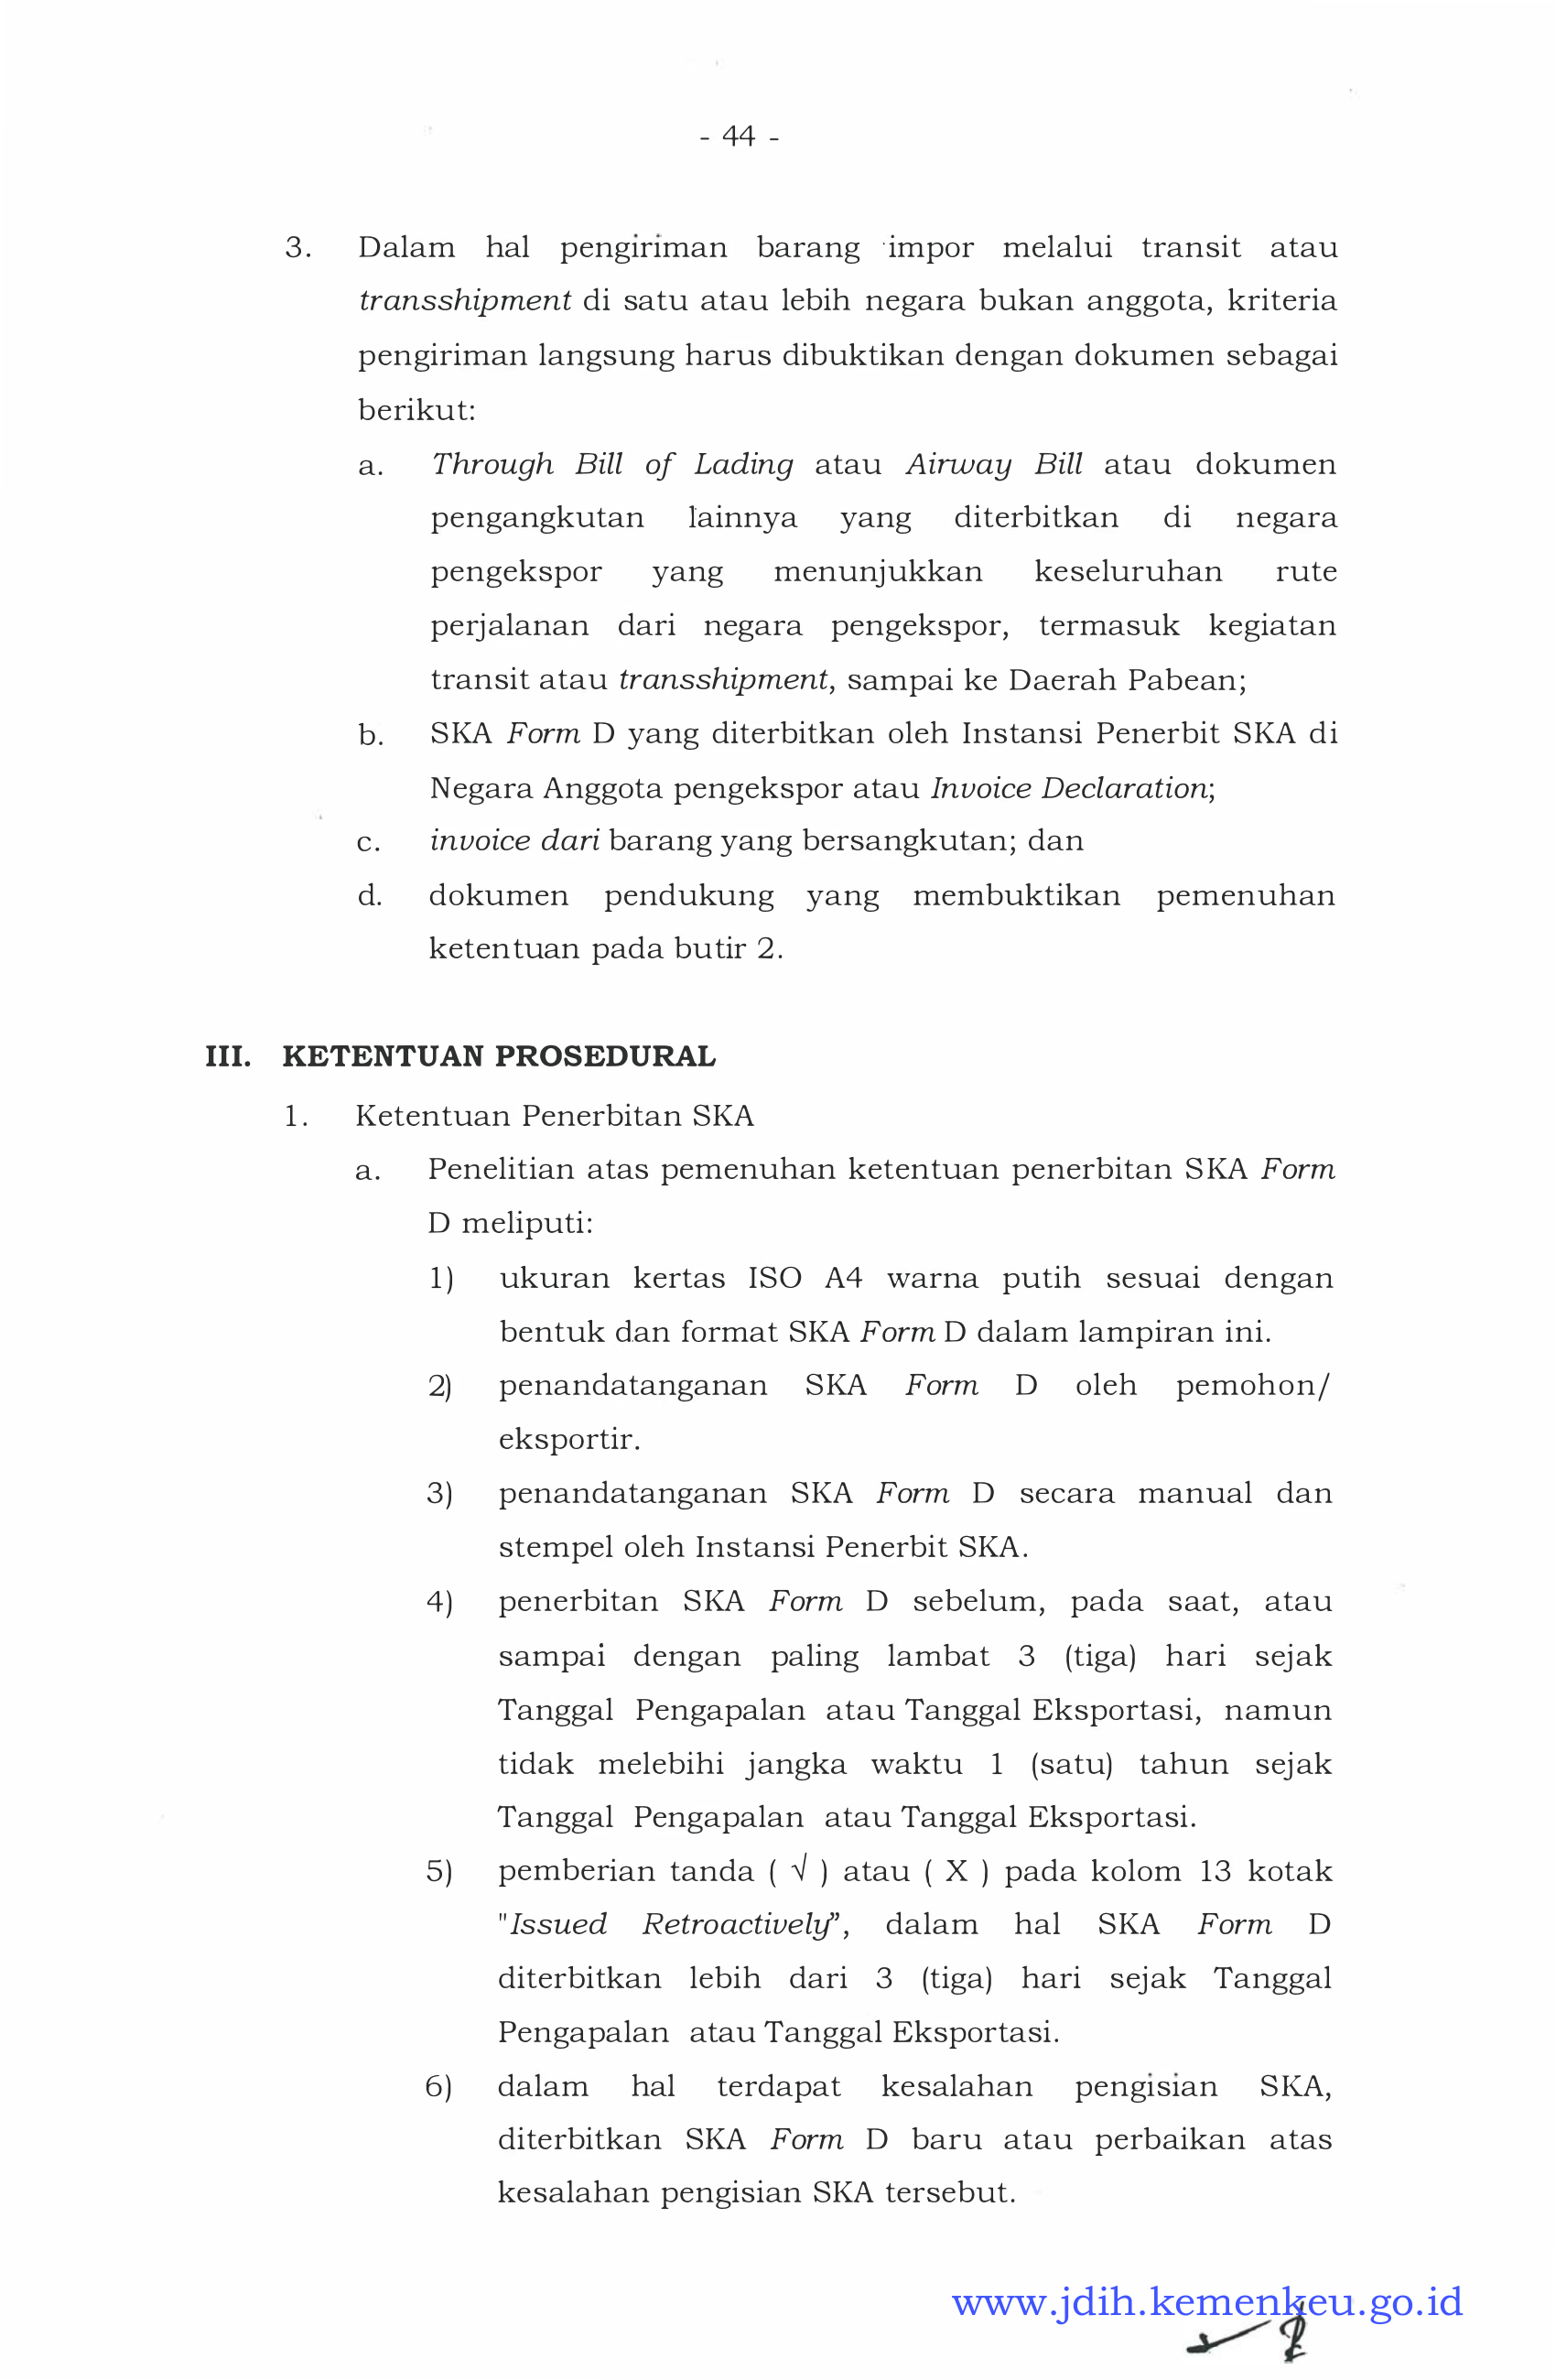 - 44 -
3. Dalam hal pengiriman barang impor melalui transit atau
transshipment di satu atau lebih negara bukan anggota, kriteria
pengiriman langsung harus dibuktikan dengan dokumen sebagai
berikut:
a. Through Bill of Lading atau Airway Bill atau dokumen
pengangkutan lainnya yang diterbitkan di negara
pengekspor yang menunjukkan keseluruhan rute
perjalanan dari negara pengekspor, termasuk kegiatan
transit atau transshipment, sampai ke Daerah Pabean;
b. SKA Form D yang diterbitkan oleh Instansi Penerbit SKA di
Negara Anggota pengekspor atau Invoice Declaration;
c. invoice dari barang yang bersangkutan; dan
d. dokumen pendukung yang membuktikan pemenuhan
ketentuan pada butir 2.
III. KETENTUAN PROSEDURAL
1. Ketentuan Penerbitan SKA
a. Penelitian atas pemenuhan ketentuan penerbitan SKA Form
D meliputi:
1) ukuran kertas ISO A4 warna putih sesuai dengan
bentuk dan format SKA Form D dalam lampiran ini.
2) penandatanganan SKA Form D oleh pemohon/
eksportir.
3) penandatanganan SKA Form D secara manual dan
stempel oleh Instansi Penerbit SKA.
4) penerbitan SKA Form D sebelum, pada saat, atau
sampai dengan paling lambat 3 (tiga) hari sejak
Tanggal Pengapalan atau Tanggal Eksportasi, namun
tidak melebihi jangka waktu 1 (satu) tahun sejak
Tanggal Pengapalan atau Tanggal Eksportasi.
5) pemberian tanda ( √ ) atau ( X ) pada kolom 13 kotak
"Issued Retroactively”, dalam hal SKA Form D
diterbitkan lebih dari 3 (tiga) hari sejak Tanggal
Pengapalan atau Tanggal Eksportasi.
6) dalam hal terdapat kesalahan pengisian SKA,
diterbitkan SKA Form D baru atau perbaikan atas
kesalahan pengisian SKA tersebut.
www.jdih.kemenkeu.go.id